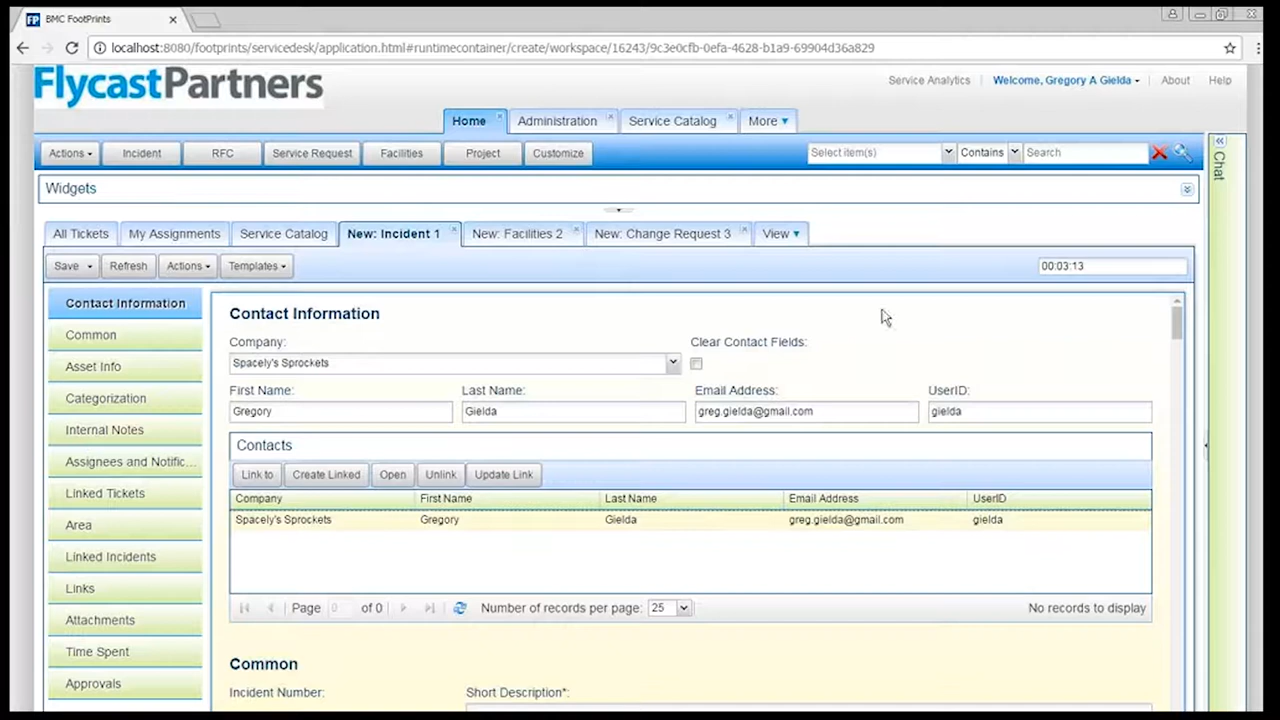 FP BMC FootPrints
localhost:8080/footprints/servicedesk/application.html#runtimecontainer/create/workspace/16243/9c3e0cfb-0efa-4628-b1a9-69904d36a829
FlycastPartners
Service Analytics Welcome, Gregory A Gielda About Help
Home Administration Service Catalog More
Actions Incident RFC Service Request Facilities Project Customize Select item(s) Contains Search
Chat
Widgets
All Tickets My Assignments Service Catalog New: Incident 1 New: Facilities 2 New: Change Request 3 View
Save Refresh Actions Templates 00:03:13
Contact Information
Common
Asset Info
Categorization
Internal Notes
Assignees and Notific...
Linked Tickets
Area
Linked Incidents
Links
Attachments
Time Spent
Approvals
Contact Information
Company: Clear Contact Fields:
Spacely's Sprockets
First Name: Last Name: Email Address: UserID:
Gregory Gielda greg.gielda@gmail.com gielda
Contacts
Link to Create Linked Open Unlink Update Link
Company First Name Last Name Email Address UserID
Spacely's Sprockets Gregory Gielda greg.gielda@gmail.com gielda
Page 0 of 0 Number of records per page: 25 No records to display
Common
Incident Number: Short Description*: